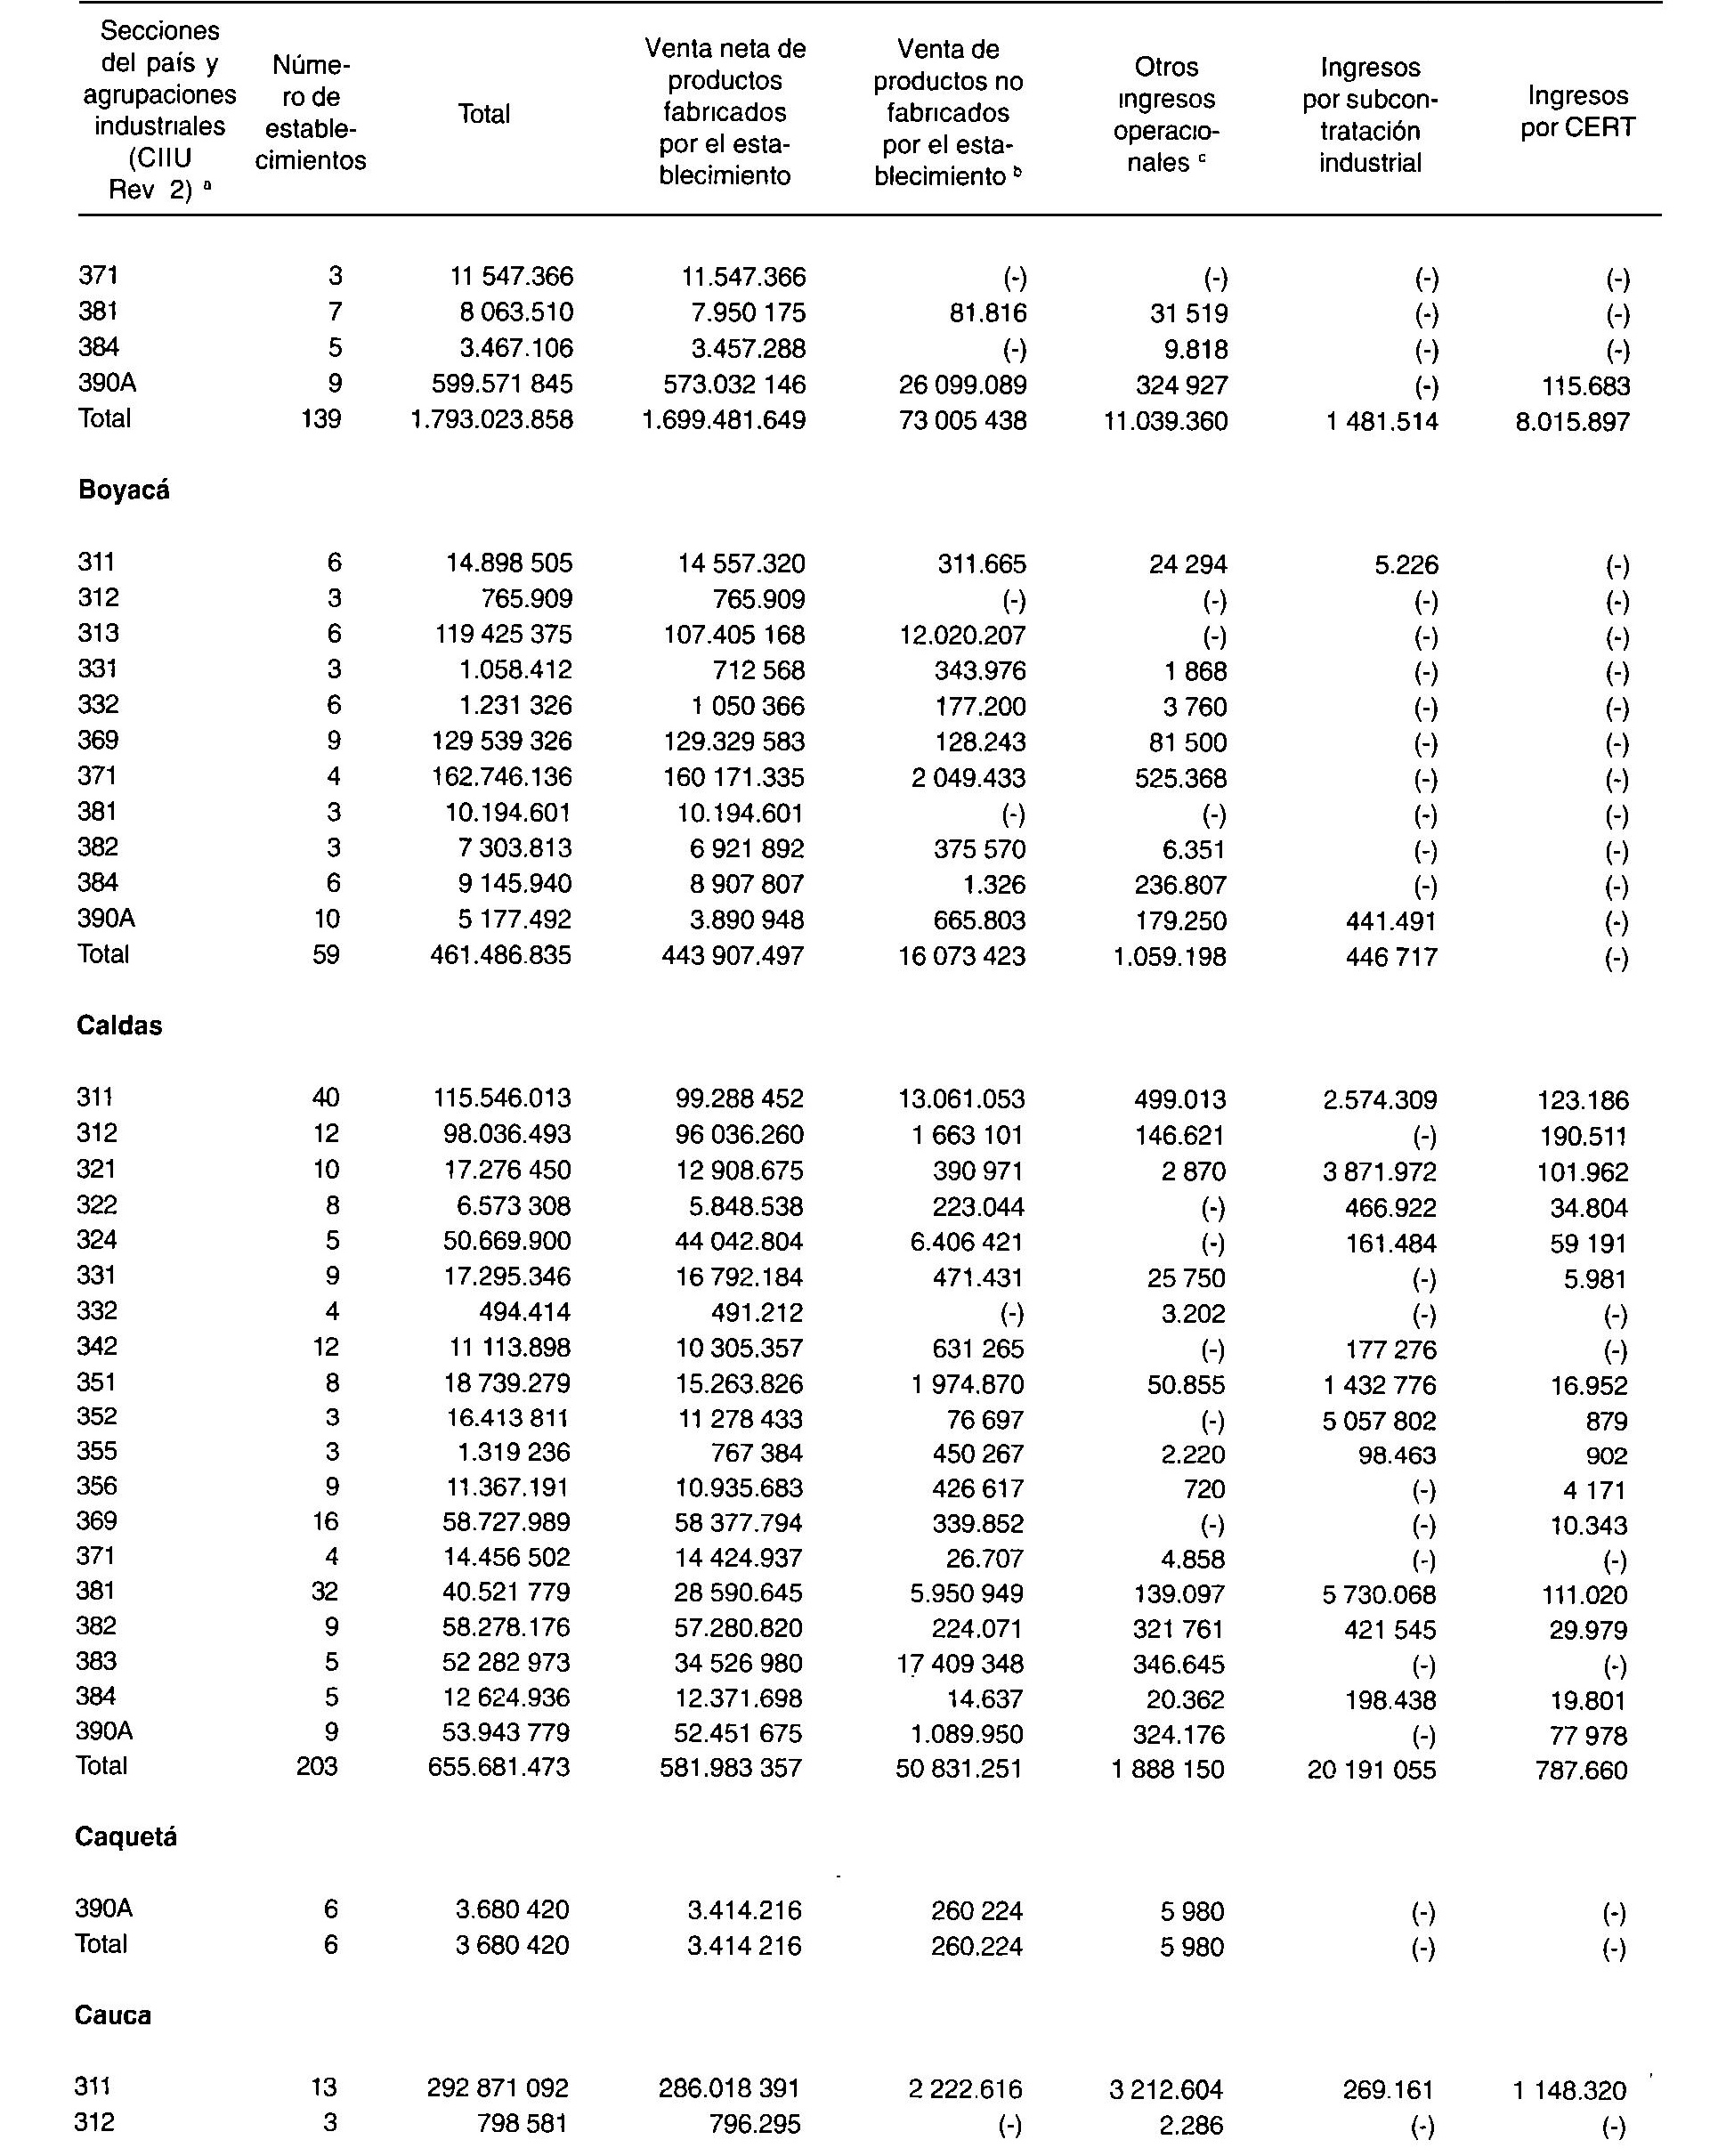 Secciones del país y agrupaciones industriales (CIIU Rev 2) a | Núme-ro de estable-cimientos | Total | Venta neta de productos fabricados por el esta-blecimiento | Venta de productos no fabricados por el esta-blecimiento b | Otros ingresos operacio-nales c | Ingresos por subcon-tratación industrial | Ingresos por CERT
371 3 11 547.366 11.547.366 (-) (-) (-) (-)
381 7 8 063.510 7.950 175 81.816 31 519 (-) (-)
384 5 3.467.106 3.457.288 (-) 9.818 (-) (-)
390A 9 599.571 845 573.032 146 26 099.089 324 927 (-) 115.683
Total 139 1.793.023.858 1.699.481.649 73 005 438 11.039.360 1 481.514 8.015.897
Boyacá
311 6 14.898 505 14 557.320 311.665 24 294 5.226 (-)
312 3 765.909 765.909 (-) (-) (-) (-)
313 6 119 425 375 107.405 168 12.020.207 (-) (-) (-)
331 3 1.058.412 712 568 343.976 1 868 (-) (-)
332 6 1.231 326 1 050 366 177.200 3 760 (-) (-)
369 9 129 539 326 129.329 583 128.243 81 500 (-) (-)
371 4 162.746.136 160 171.335 2 049.433 525.368 (-) (-)
381 3 10.194.601 10.194.601 (-) (-) (-) (-)
382 3 7 303.813 6 921 892 375 570 6.351 (-) (-)
384 6 9 145.940 8 907 807 1.326 236.807 (-) (-)
390A 10 5 177.492 3.890 948 665.803 179.250 441.491 (-)
Total 59 461.486.835 443 907.497 16 073 423 1.059.198 446 717 (-)
Caldas
311 40 115.546.013 99.288 452 13.061.053 499.013 2.574.309 123.186
312 12 98.036.493 96 036.260 1 663 101 146.621 (-) 190.511
321 10 17.276 450 12 908.675 390 971 2 870 3 871.972 101.962
322 8 6.573 308 5.848.538 223.044 (-) 466.922 34.804
324 5 50.669.900 44 042.804 6.406 421 (-) 161.484 59 191
331 9 17.295.346 16 792.184 471.431 25 750 (-) 5.981
332 4 494.414 491.212 (-) 3.202 (-) (-)
342 12 11 113.898 10 305.357 631 265 (-) 177 276 (-)
351 8 18 739.279 15.263.826 1 974.870 50.855 1 432 776 16.952
352 3 16.413 811 11 278 433 76 697 (-) 5 057 802 879
355 3 1.319 236 767 384 450 267 2.220 98.463 902
356 9 11.367.191 10.935.683 426 617 720 (-) 4 171
369 16 58.727.989 58 377.794 339.852 (-) (-) 10.343
371 4 14.456 502 14 424.937 26.707 4.858 (-) (-)
381 32 40.521 779 28 590.645 5.950 949 139.097 5 730.068 111.020
382 9 58.278.176 57.280.820 224.071 321 761 421 545 29.979
383 5 52 282 973 34 526 980 17 409 348 346.645 (-) (-)
384 5 12 624.936 12.371.698 14.637 20.362 198.438 19.801
390A 9 53.943 779 52.451 675 1.089.950 324.176 (-) 77 978
Total 203 655.681.473 581.983 357 50 831.251 1 888 150 20 191 055 787.660
Caquetá
390A 6 3.680 420 3.414.216 260 224 5 980 (-) (-)
Total 6 3 680 420 3.414 216 260.224 5 980 (-) (-)
Cauca
311 13 292 871 092 286.018 391 2 222.616 3 212.604 269.161 1 148.320
312 3 798 581 796.295 (-) 2.286 (-) (-)